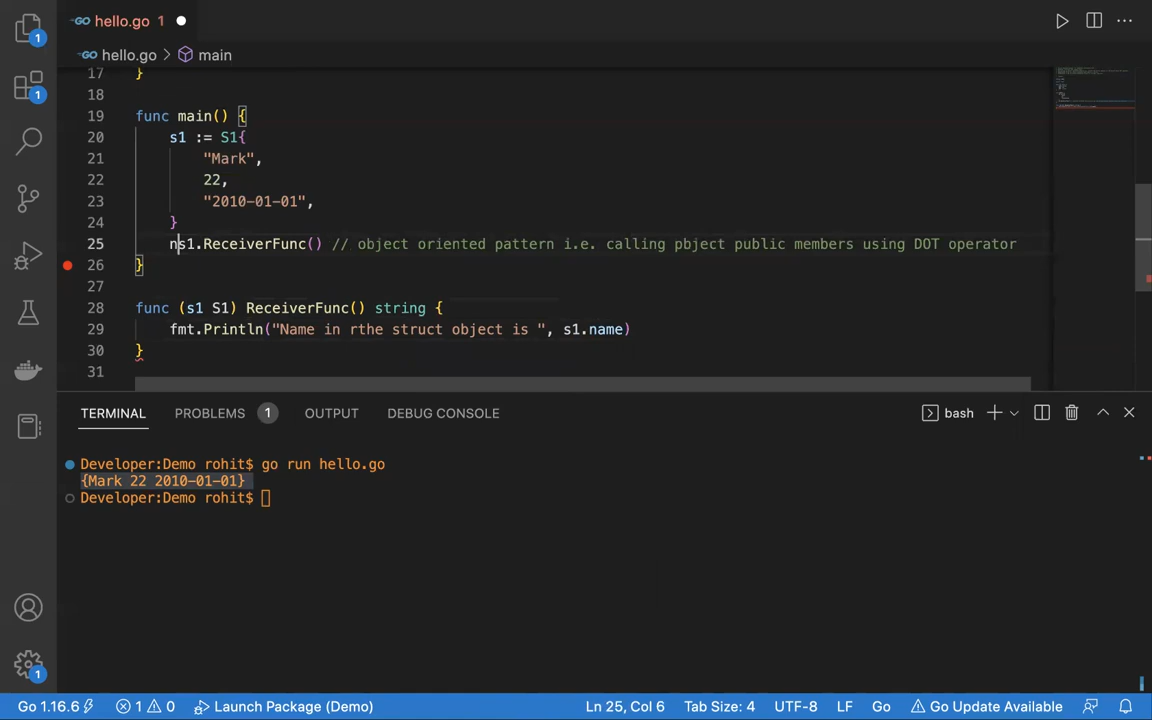 hello.go 1
hello.go > main
17 }
18
19 func main() {
20 s1 := S1{
21 "Mark",
22 22,
23 "2010-01-01",
24 }
25 ns1.ReceiverFunc() // object oriented pattern i.e. calling pbject public members using DOT operator
26 }
27
28 func (s1 S1) ReceiverFunc() string {
29 fmt.Println("Name in rthe struct object is ", s1.name)
30 }
31
TERMINAL PROBLEMS 1 OUTPUT DEBUG CONSOLE bash
Developer:Demo rohit$ go run hello.go
{Mark 22 2010-01-01}
Developer:Demo rohit$
1
1
1
Go 1.16.6 1 0 Launch Package (Demo) Ln 25, Col 6 Tab Size: 4 UTF-8 LF Go Go Update Available